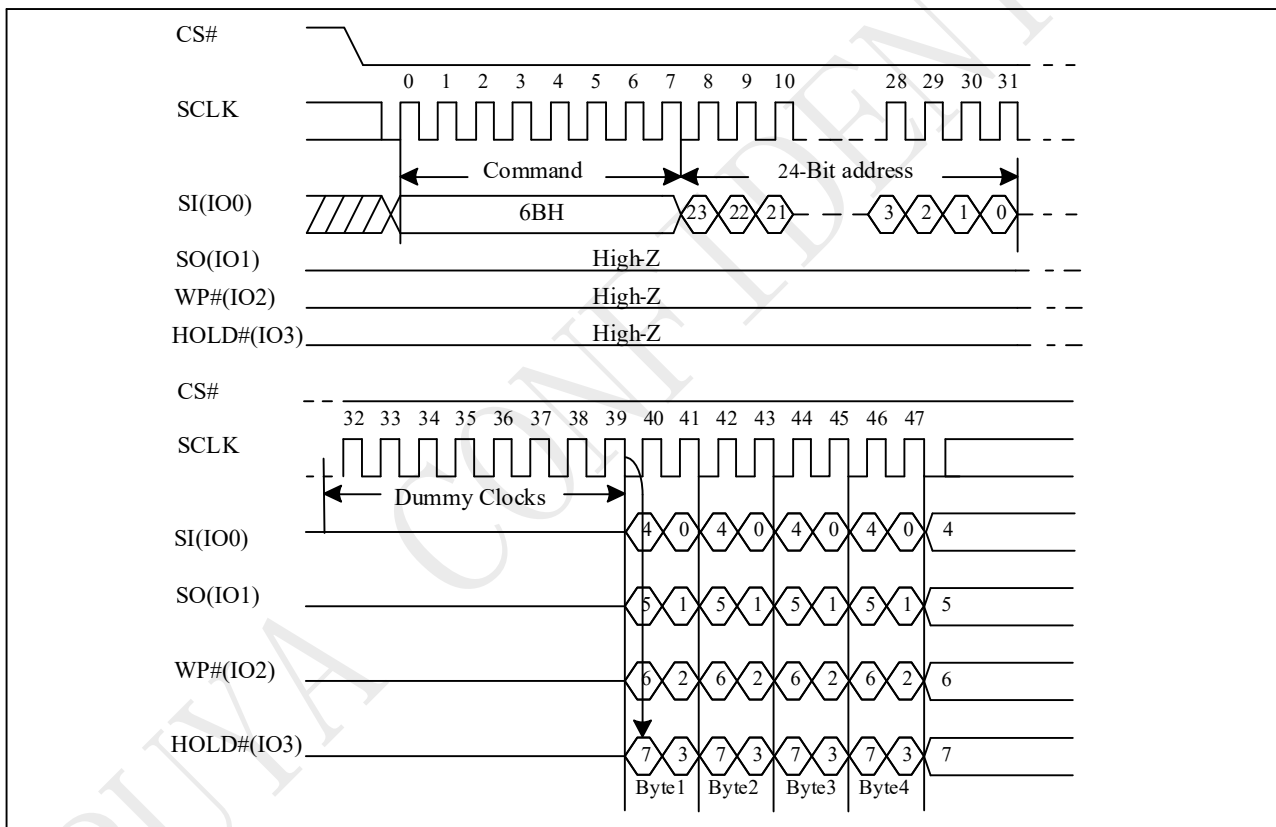 CS#
0 1 2 3 4 5 6 7 8 9 10 28 29 30 31
SCLK
Command 24-Bit address
SI(IO0) 6BH 23 22 21 3 2 1 0
SO(IO1) High-Z
WP#(IO2) High-Z
HOLD#(IO3) High-Z
CS#
32 33 34 35 36 37 38 39 40 41 42 43 44 45 46 47
SCLK
Dummy Clocks
SI(IO0) 4 0 4 0 4 0 4 0 4
SO(IO1) 5 1 5 1 5 1 5 1 5
WP#(IO2) 6 2 6 2 6 2 6 2 6
HOLD#(IO3) 7 3 7 3 7 3 7 3 7
Byte1 Byte2 Byte3 Byte4
PUYA CONFIDENT